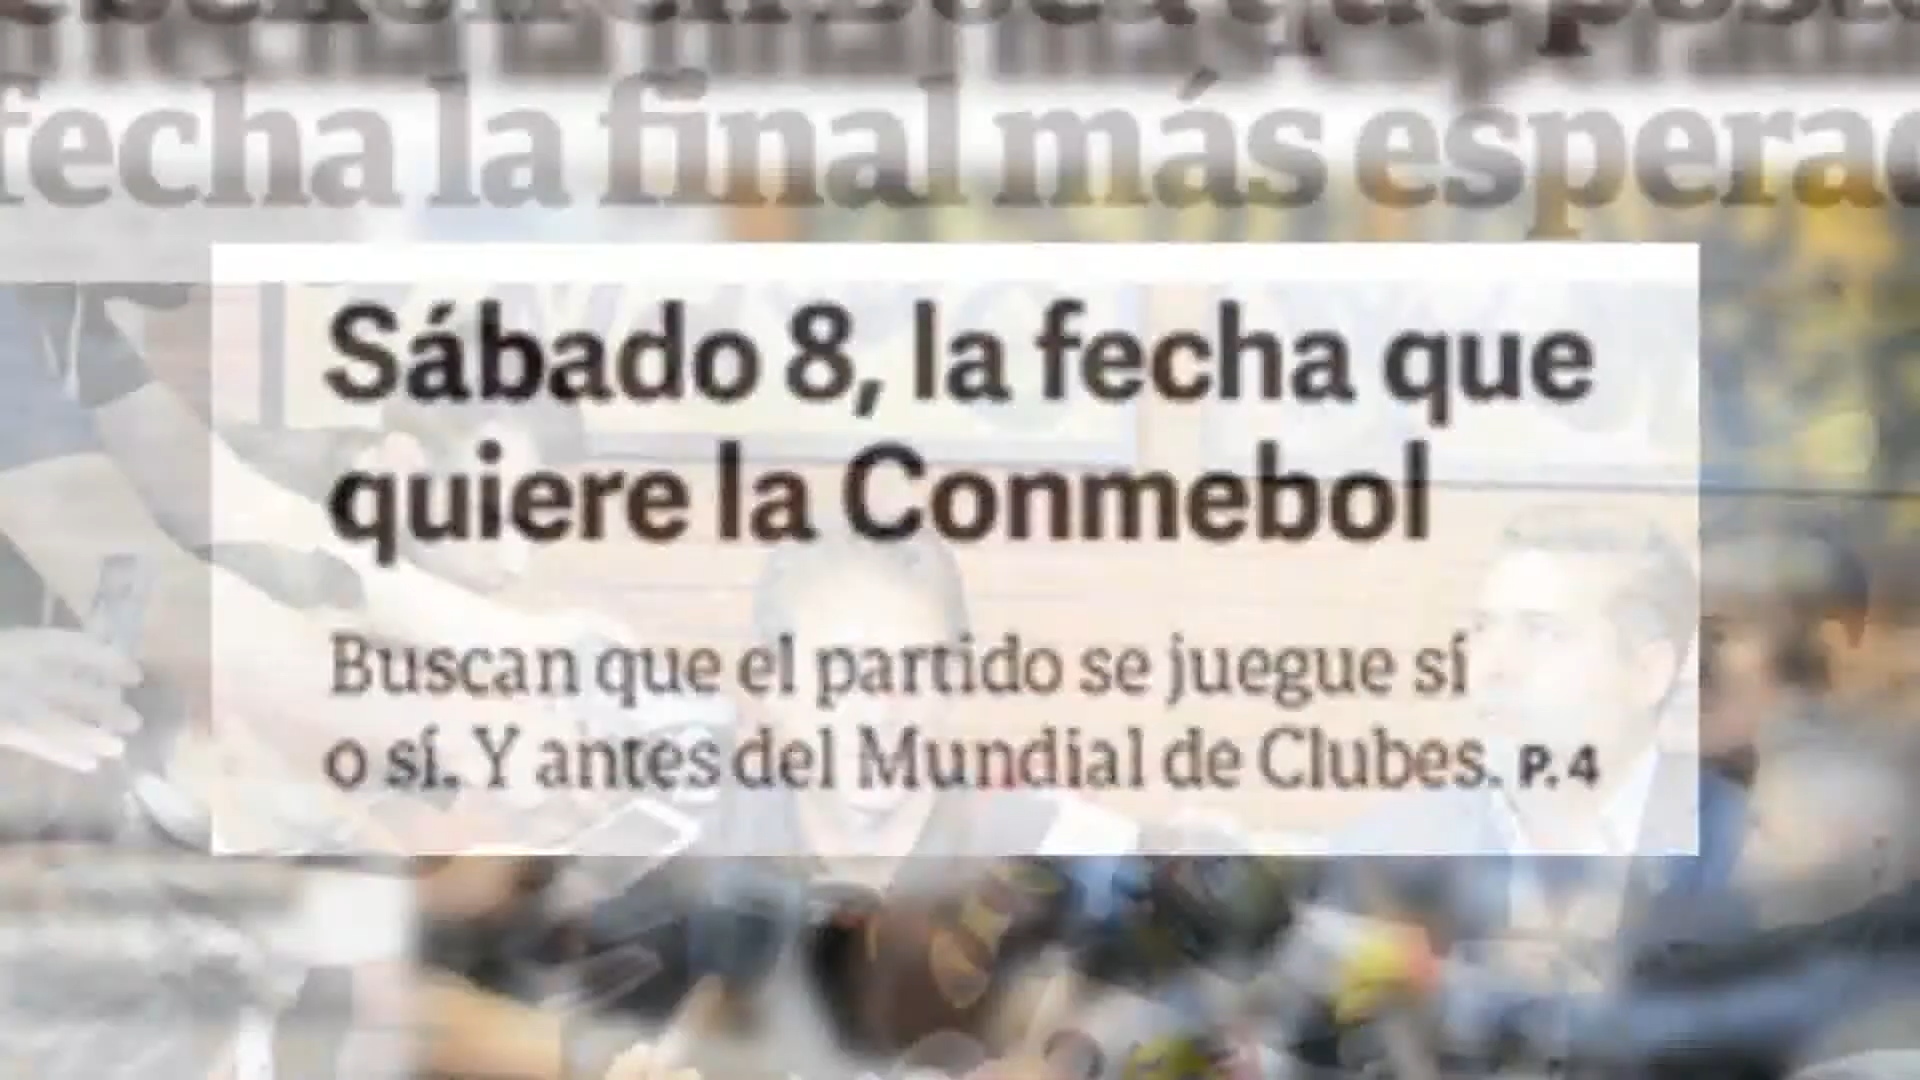 fecha la final más
Sábado 8, la fecha que
quiere la Conmebol
Buscan que el partido se juegue sí
o sí. Y antes del Mundial de Clubes. P. 4